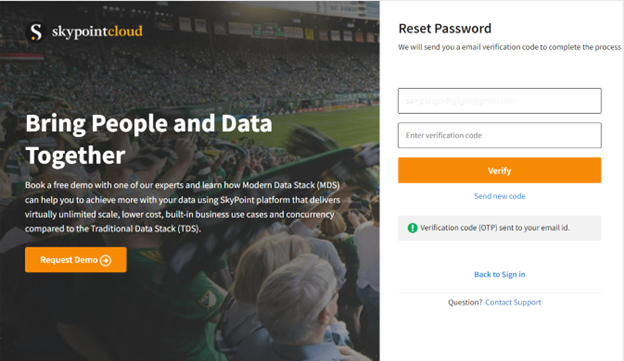 skypointcloud
Bring People and Data
Together
Book a free demo with one of our experts and learn how Modern Data Stack (MDS)
can help you to achieve more with your data using SkyPoint platform that delivers
virtually unlimited scale, lower cost, built-in business use cases and concurrency
compared to the Traditional Data Stack (TDS).
Request Demo
Reset Password
We will send you a email verification code to complete the process
Enter verification code
Verify
Send new code
Verification code (OTP) sent to your email id.
Back to Sign in
Question? Contact Support